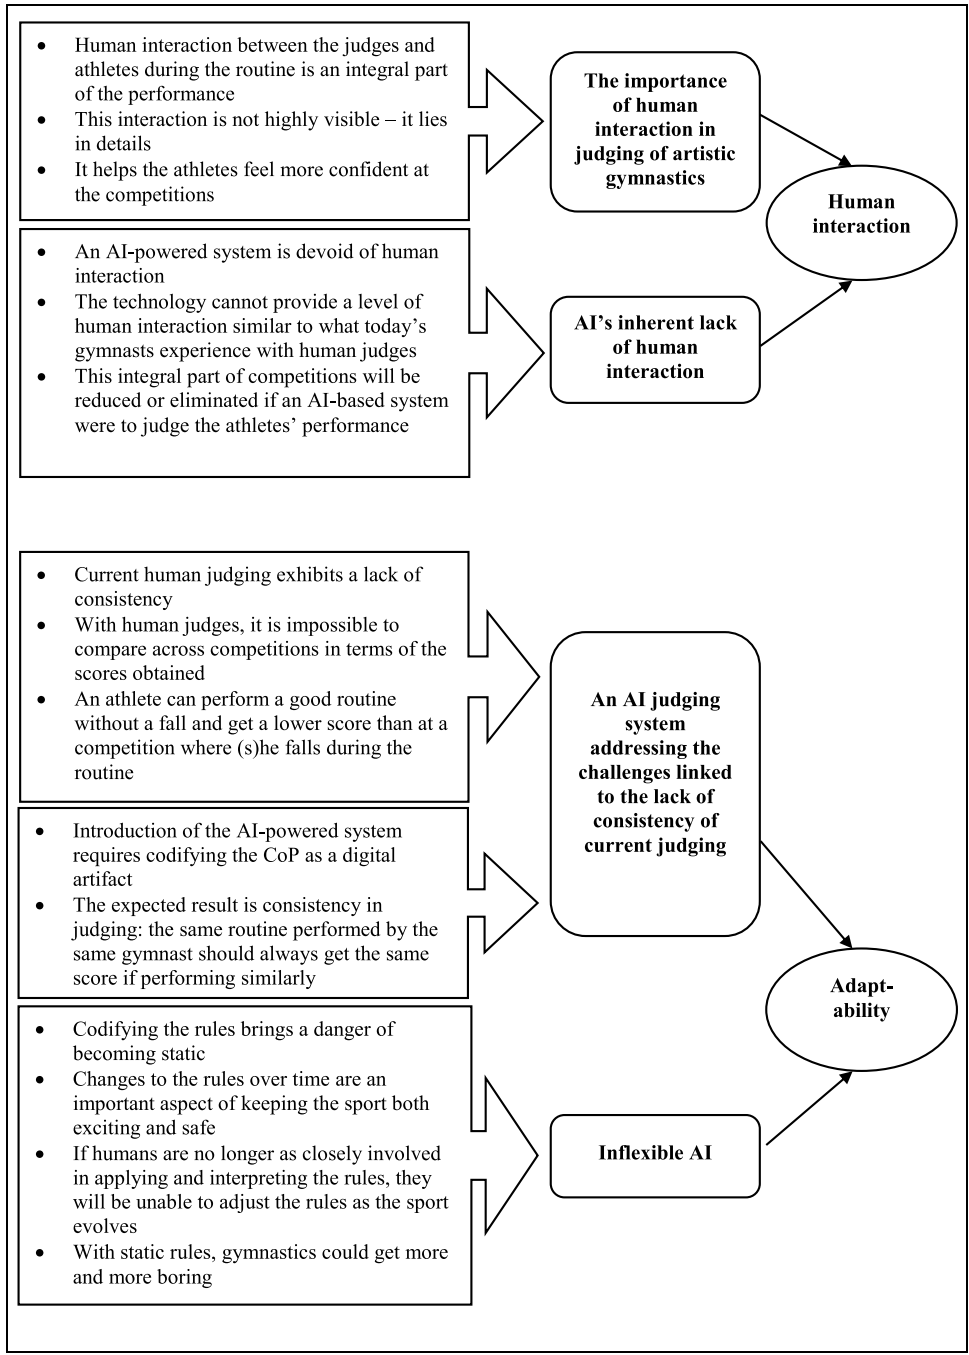 • Human interaction between the judges and
athletes during the routine is an integral part
of the performance
• This interaction is not highly visible – it lies
in details
• It helps the athletes feel more confident at
the competitions
The importance
of human
interaction in
judging of artistic
gymnastics
Human
interaction
• An AI-powered system is devoid of human
interaction
• The technology cannot provide a level of
human interaction similar to what today’s
gymnasts experience with human judges
• This integral part of competitions will be
reduced or eliminated if an AI-based system
were to judge the athletes’ performance
AI’s inherent lack
of human
interaction
• Current human judging exhibits a lack of
consistency
• With human judges, it is impossible to
compare across competitions in terms of the
scores obtained
• An athlete can perform a good routine
without a fall and get a lower score than at a
competition where (s)he falls during the
routine
• Introduction of the AI-powered system
requires codifying the CoP as a digital
artifact
• The expected result is consistency in
judging: the same routine performed by the
same gymnast should always get the same
score if performing similarly
An AI judging
system
addressing the
challenges linked
to the lack of
consistency of
current judging
Adapt-
ability
• Codifying the rules brings a danger of
becoming static
• Changes to the rules over time are an
important aspect of keeping the sport both
exciting and safe
• If humans are no longer as closely involved
in applying and interpreting the rules, they
will be unable to adjust the rules as the sport
evolves
• With static rules, gymnastics could get more
and more boring
Inflexible AI